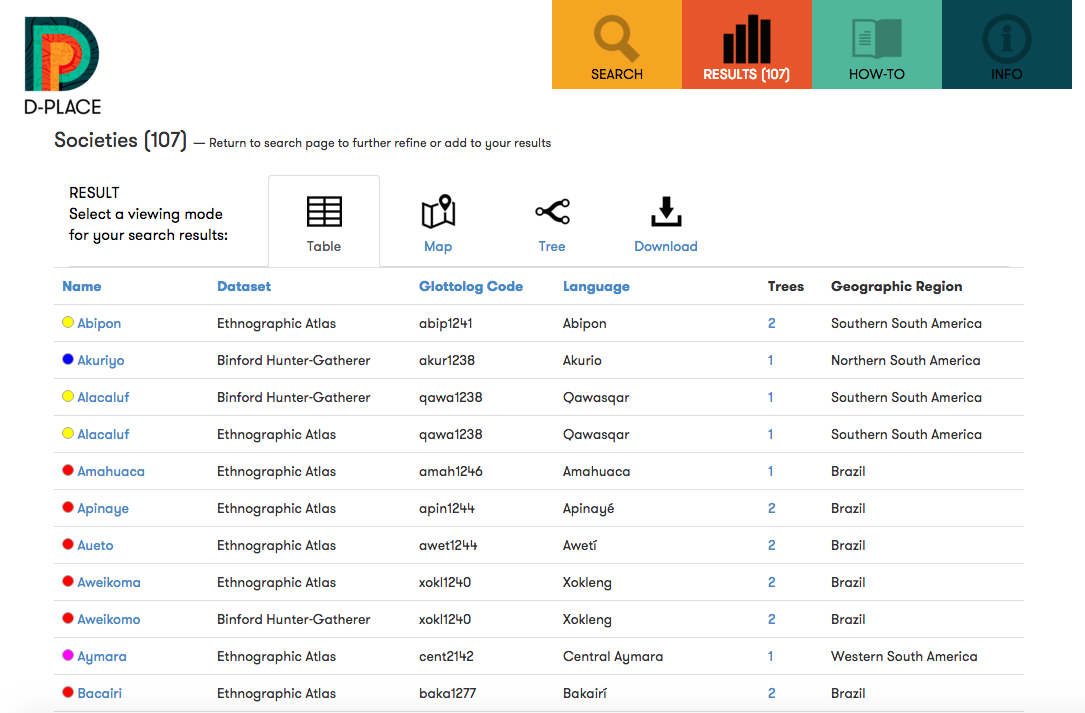 SEARCH
RESULTS (107)
HOW-TO
INFO
D-PLACE
Societies (107) — Return to search page to further refine or add to your results
RESULT
Select a viewing mode
for your search results:
Table
Map
Tree
Download
Name Dataset Glottolog Code Language Trees Geographic Region
Abipon Ethnographic Atlas abip1241 Abipon 2 Southern South America
Akuriyo Binford Hunter-Gatherer akur1238 Akurio 1 Northern South America
Alacaluf Binford Hunter-Gatherer qawa1238 Qawasqar 1 Southern South America
Alacaluf Ethnographic Atlas qawa1238 Qawasqar 1 Southern South America
Amahuaca Ethnographic Atlas amah1246 Amahuaca 1 Brazil
Apinaye Ethnographic Atlas apin1244 Apinayé 2 Brazil
Aueto Ethnographic Atlas awet1244 Awetí 2 Brazil
Aweikoma Ethnographic Atlas xokl1240 Xokleng 2 Brazil
Aweikomo Binford Hunter-Gatherer xokl1240 Xokleng 2 Brazil
Aymara Ethnographic Atlas cent2142 Central Aymara 1 Western South America
Bacairi Ethnographic Atlas baka1277 Bakairí 2 Brazil